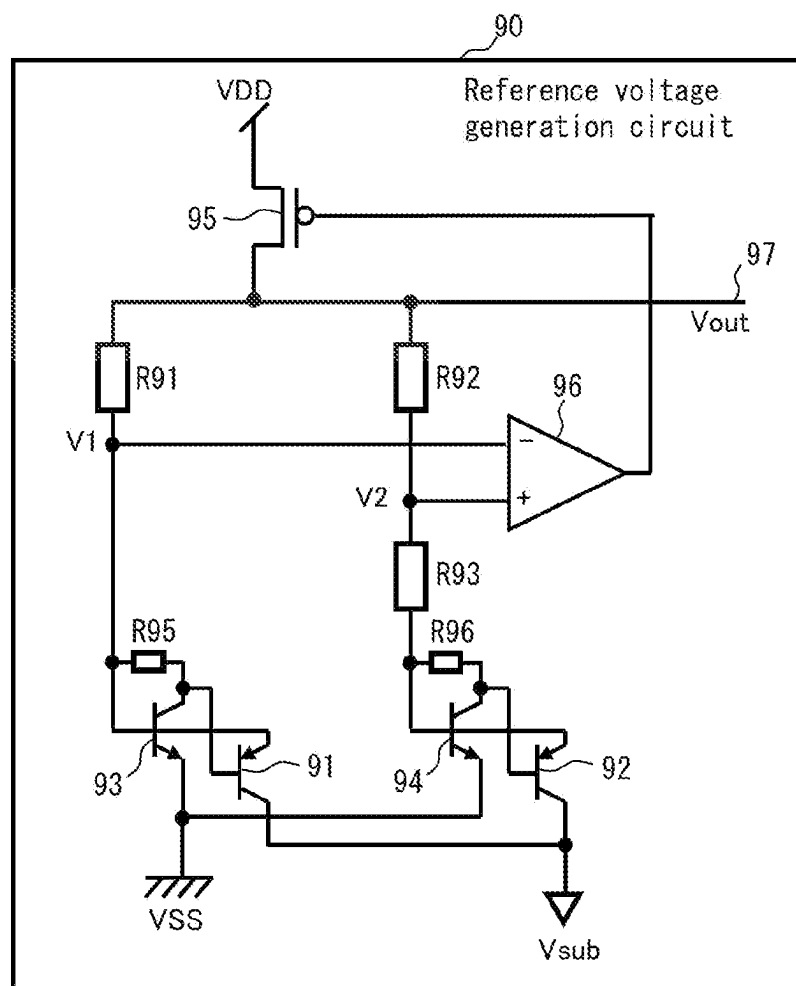 90
Reference voltage
generation circuit
VDD
95
97
Vout
R91
R92
96
V1
-
V2
+
R93
R95
R96
93
91
94
92
VSS
Vsub